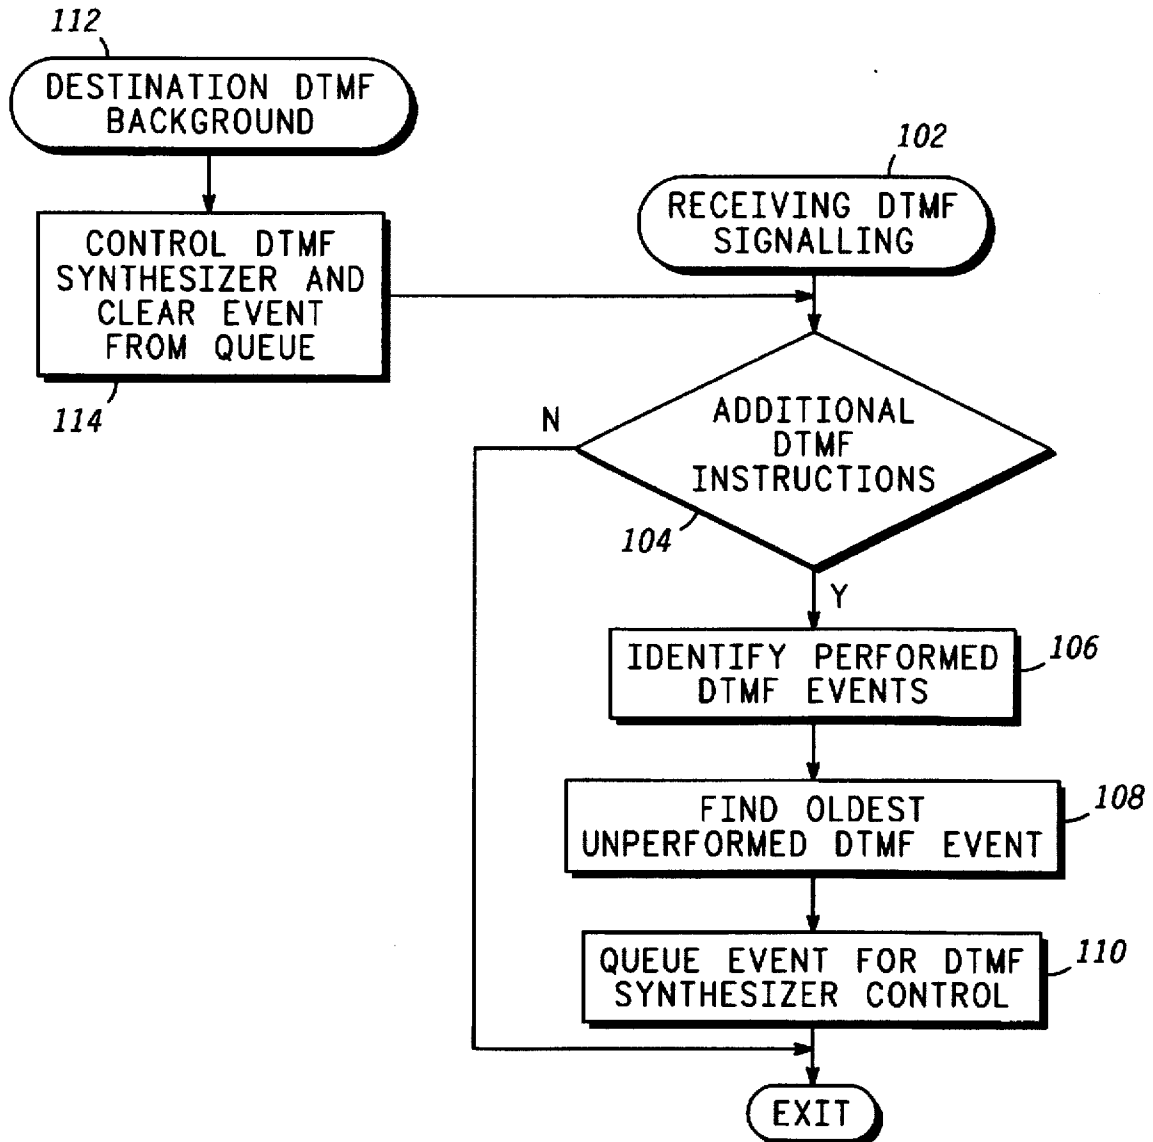 112
DESTINATION DTMF
BACKGROUND
CONTROL DTMF
SYNTHESIZER AND
CLEAR EVENT
FROM QUEUE
114
102
RECEIVING DTMF
SIGNALLING
N
ADDITIONAL
DTMF
INSTRUCTIONS
104
Y
IDENTIFY PERFORMED
DTMF EVENTS
106
FIND OLDEST
UNPERFORMED DTMF EVENT
108
QUEUE EVENT FOR DTMF
SYNTHESIZER CONTROL
110
EXIT